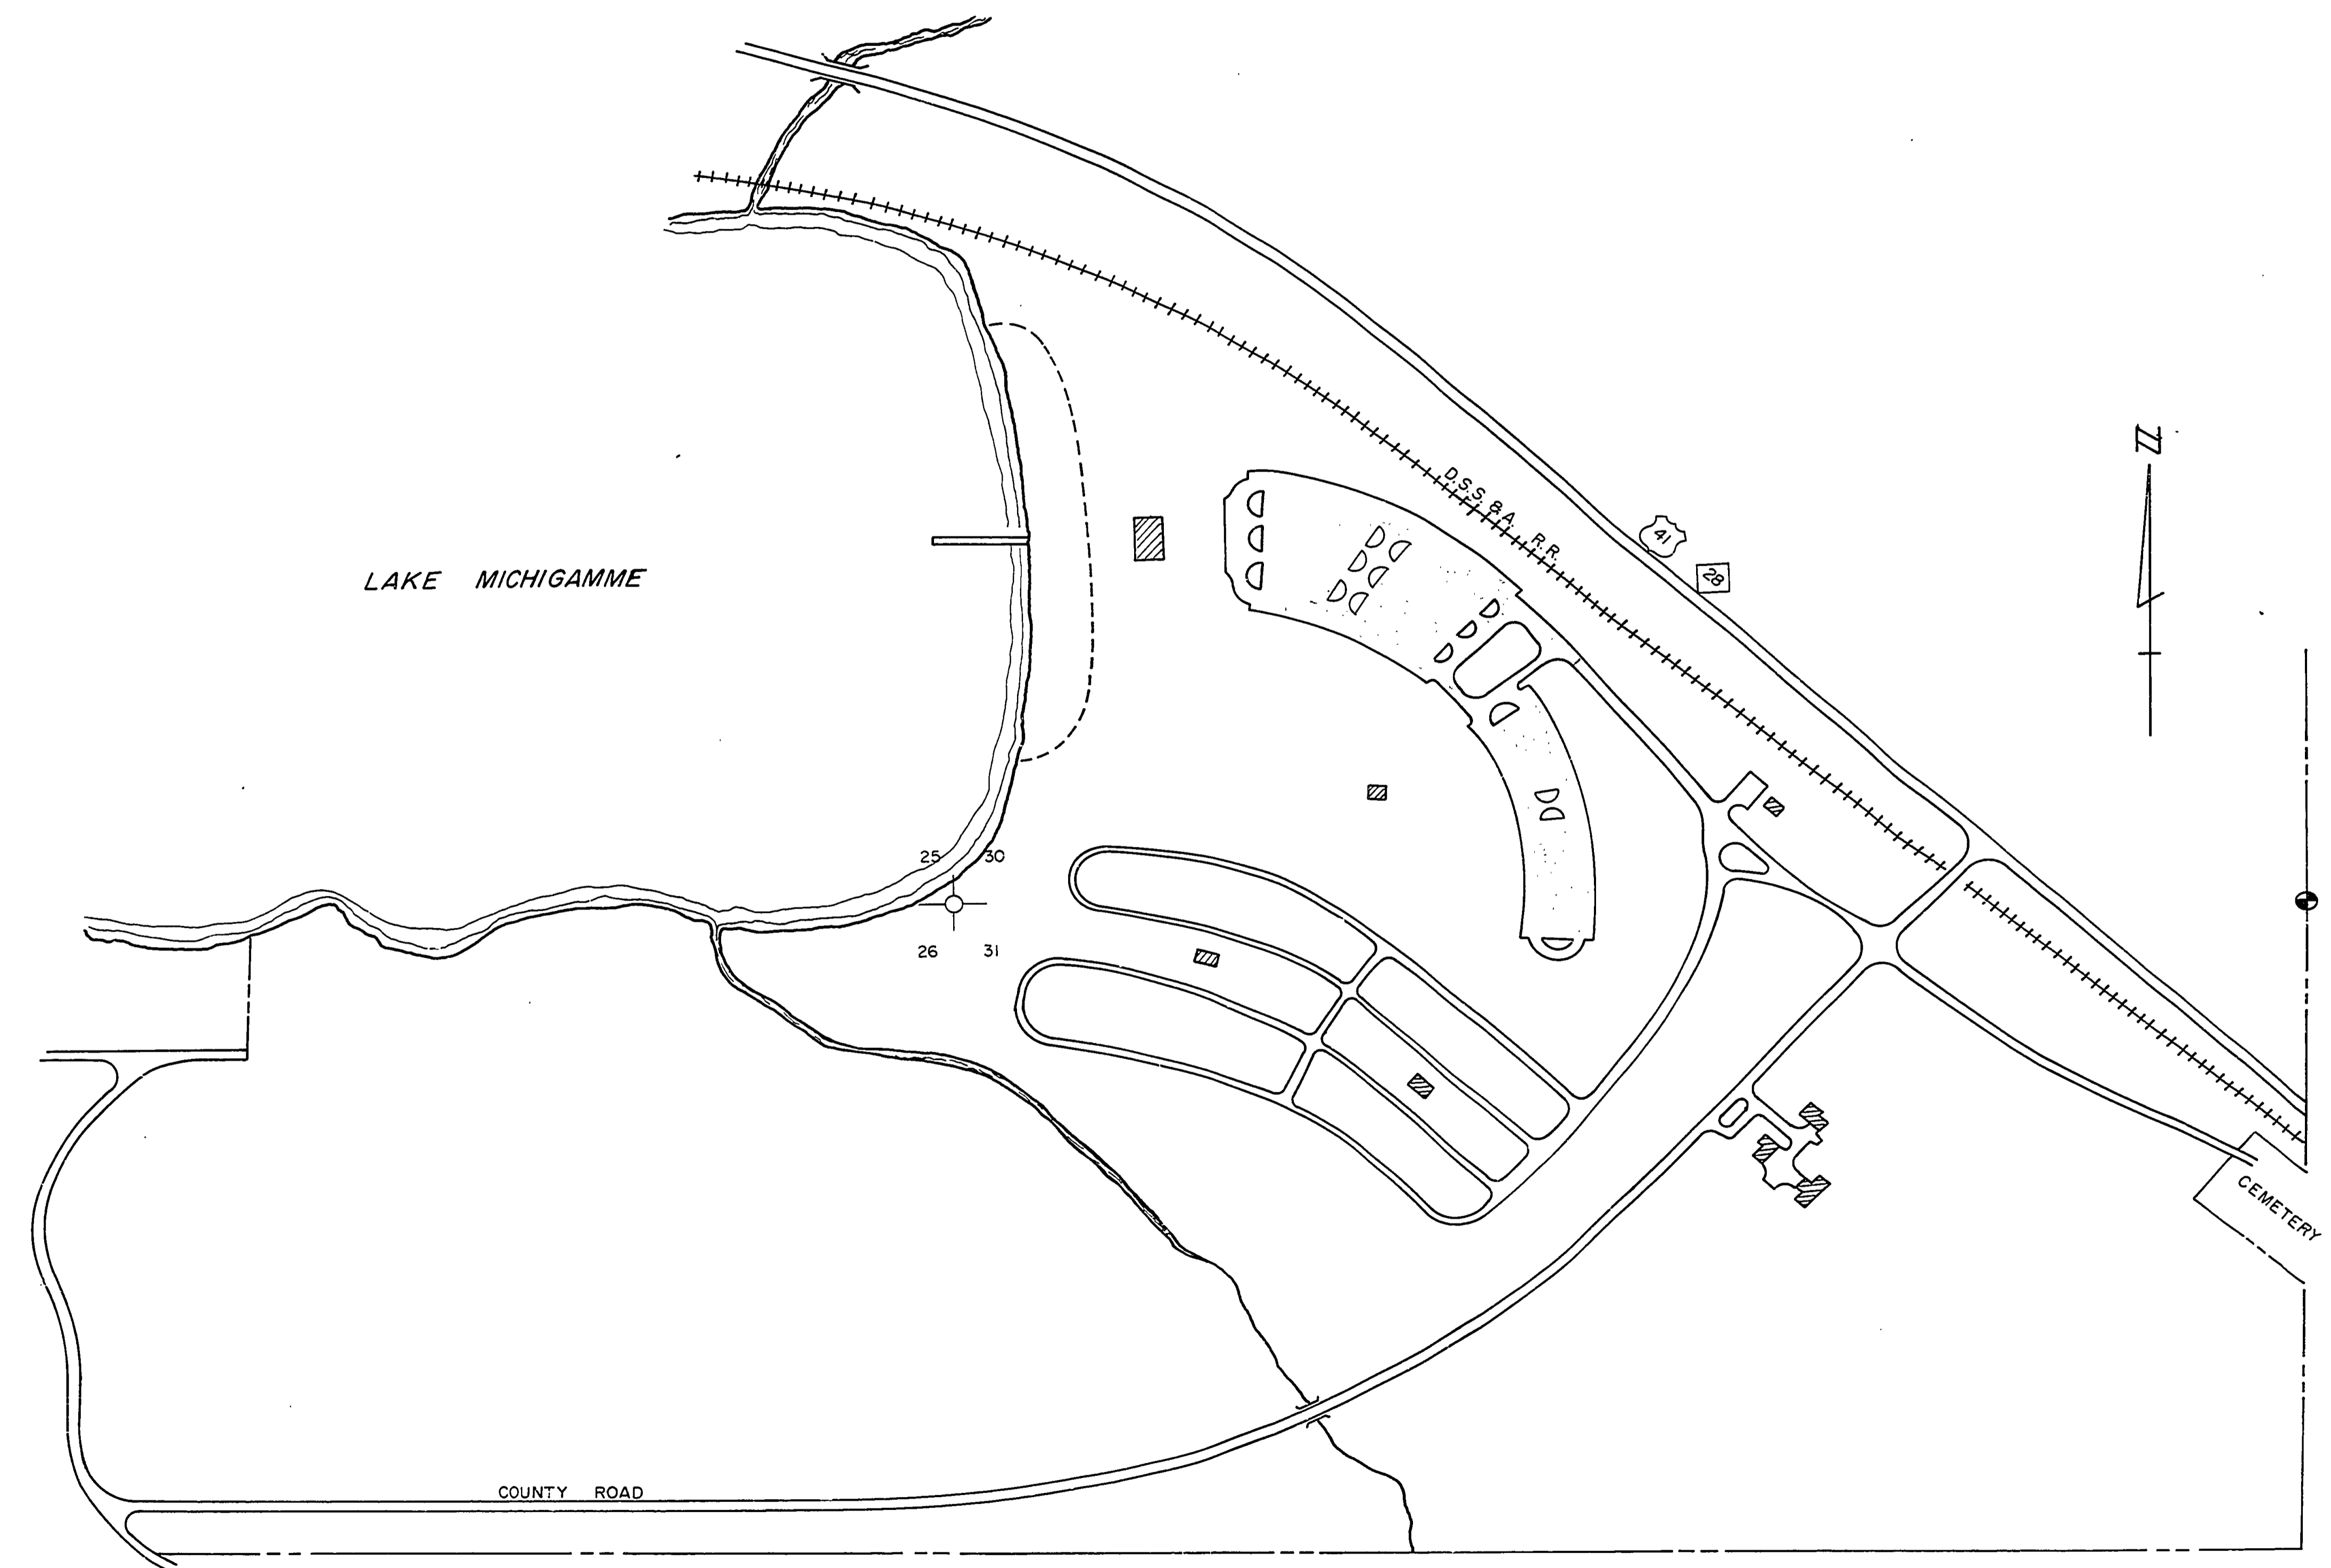 N
D.S.S. &A. R.R.
41
28
LAKE MICHIGAMME
25 30
26 31
CEMETERY
COUNTY ROAD